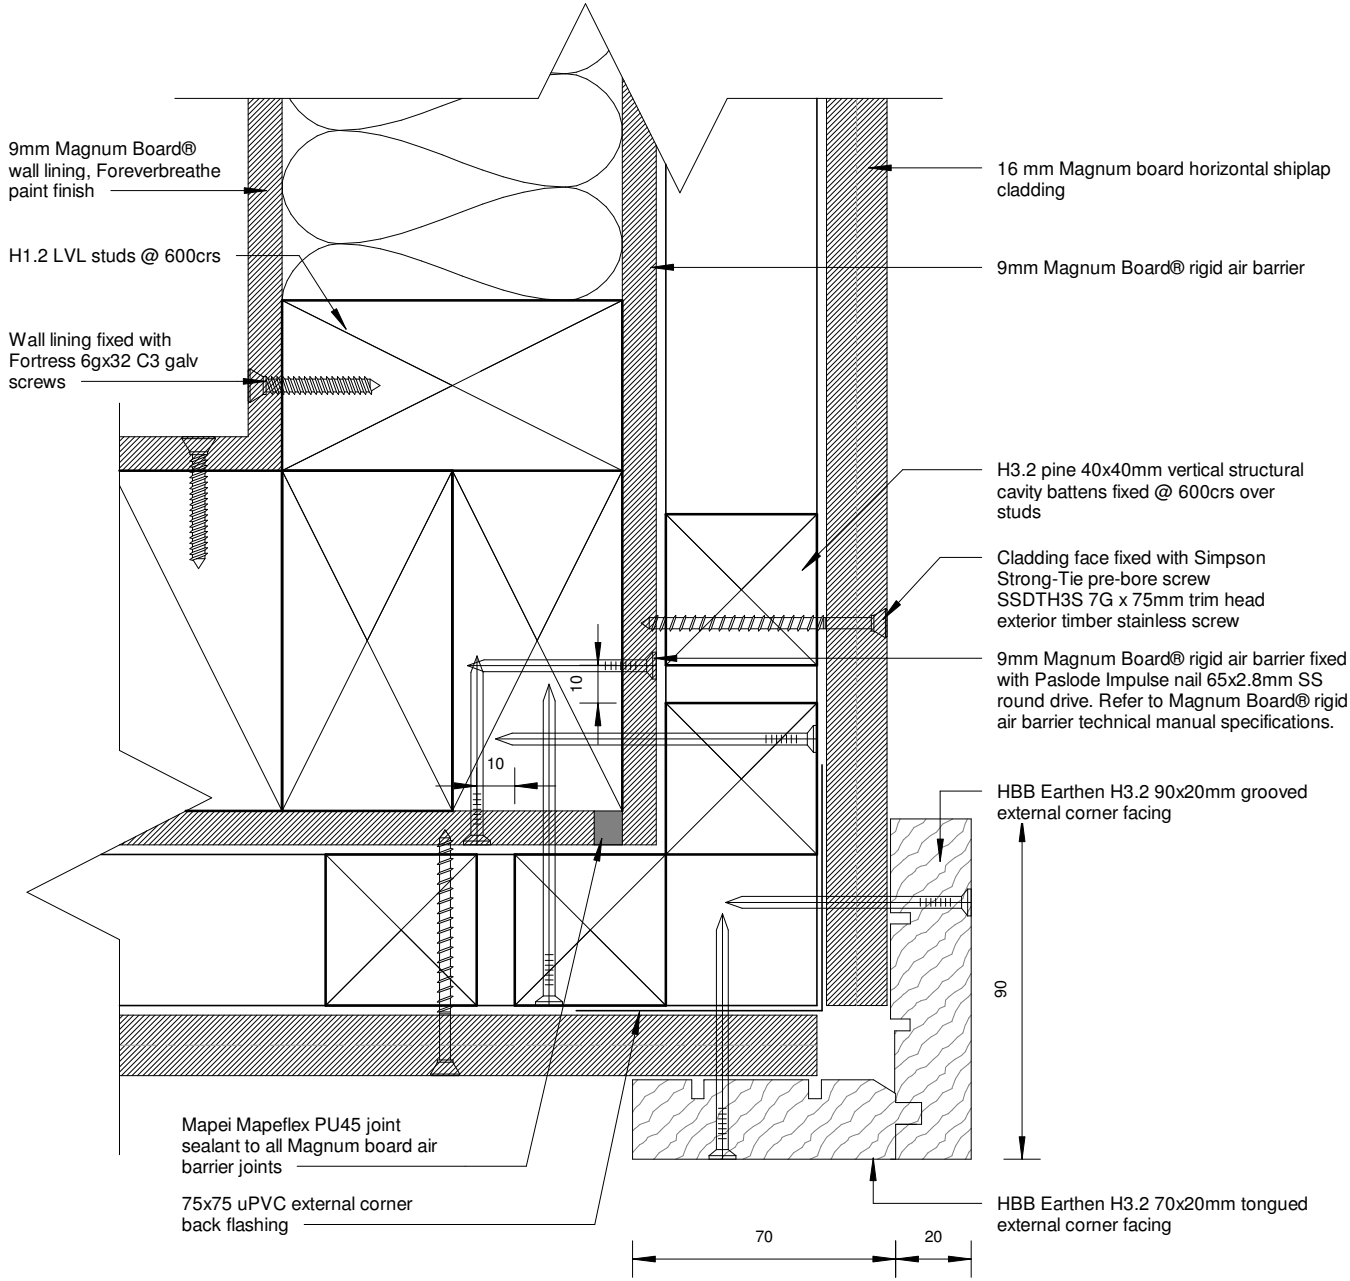 9mm Magnum Board®
wall lining, Foreverbreathe
paint finish
H1.2 LVL studs @ 600crs
Wall lining fixed with
Fortress 6gx32 C3 galv
screws
16 mm Magnum board horizontal shiplap
cladding
9mm Magnum Board® rigid air barrier
H3.2 pine 40x40mm vertical structural
cavity battens fixed @ 600crs over
studs
Cladding face fixed with Simpson
Strong-Tie pre-bore screw
SSDTH3S 7G x 75mm trim head
exterior timber stainless screw
9mm Magnum Board® rigid air barrier fixed
with Paslode Impulse nail 65x2.8mm SS
round drive. Refer to Magnum Board® rigid
air barrier technical manual specifications.
10
10
HBB Earthen H3.2 90x20mm grooved
external corner facing
90
Mapei Mapeflex PU45 joint
sealant to all Magnum board air
barrier joints
75x75 uPVC external corner
back flashing
HBB Earthen H3.2 70x20mm tongued
external corner facing
70
20